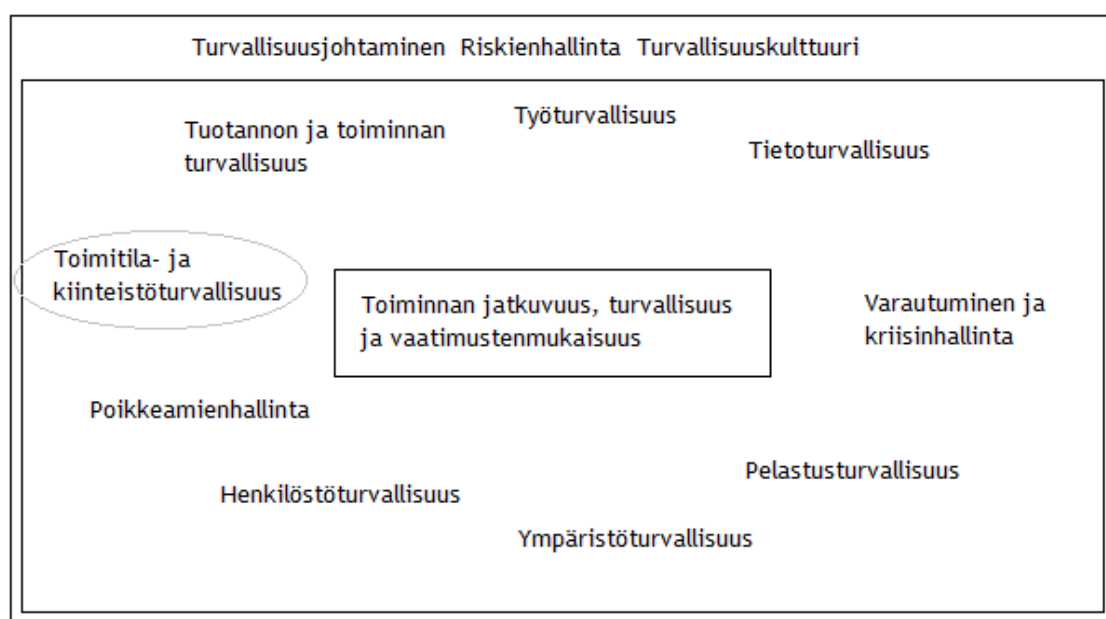 Turvallisuusjohtaminen Riskienhallinta Turvallisuuskulttuuri
Työturvallisuus
Tuotannon ja toiminnan
turvallisuus
Tietoturvallisuus
Toimitila- ja
kiinteistöturvallisuus
Toiminnan jatkuvuus, turvallisuus
ja vaatimustenmukaisuus
Varautuminen ja
kriisinhallinta
Poikkeamienhallinta
Pelastusturvallisuus
Henkilöstöturvallisuus
Ympäristöturvallisuus